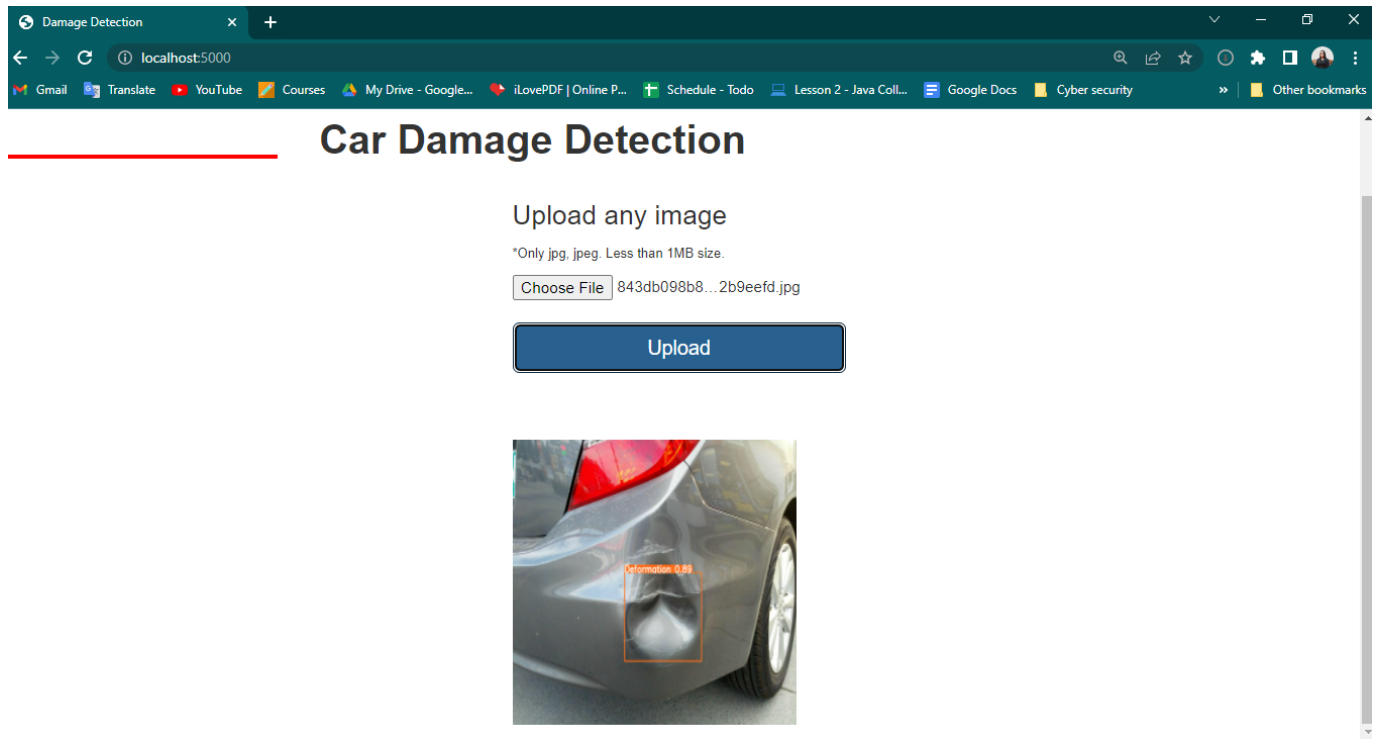 Damage Detection
localhost:5000
Gmail Translate YouTube Courses My Drive - Google... iLovePDF | Online P... Schedule - Todo Lesson 2 - Java Coll... Google Docs Cyber security » Other bookmarks
Car Damage Detection
Upload any image
*Only jpg, jpeg. Less than 1MB size.
Choose File 843db098b8...2b9eefd.jpg
Upload
Deformation 0.89